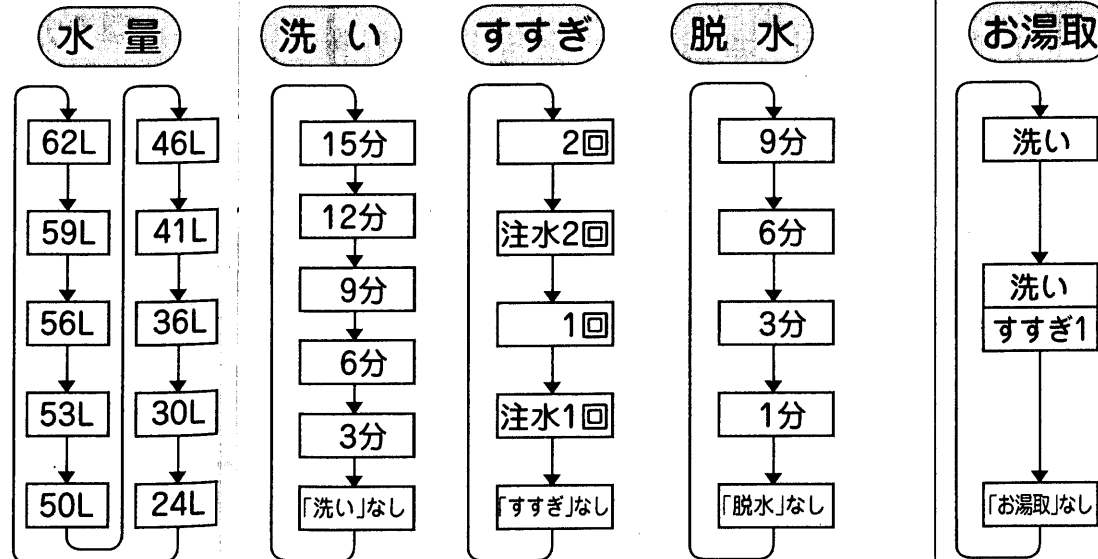 水量
62L
59L
56L
53L
50L
46L
41L
36L
30L
24L
洗い
15分
12分
9分
6分
3分
「洗い」なし
すすぎ
2回
注水2回
1回
注水1回
「すすぎ」なし
脱水
9分
6分
3分
1分
「脱水」なし
お湯取
洗い
洗い
すすぎ1
「お湯取」なし